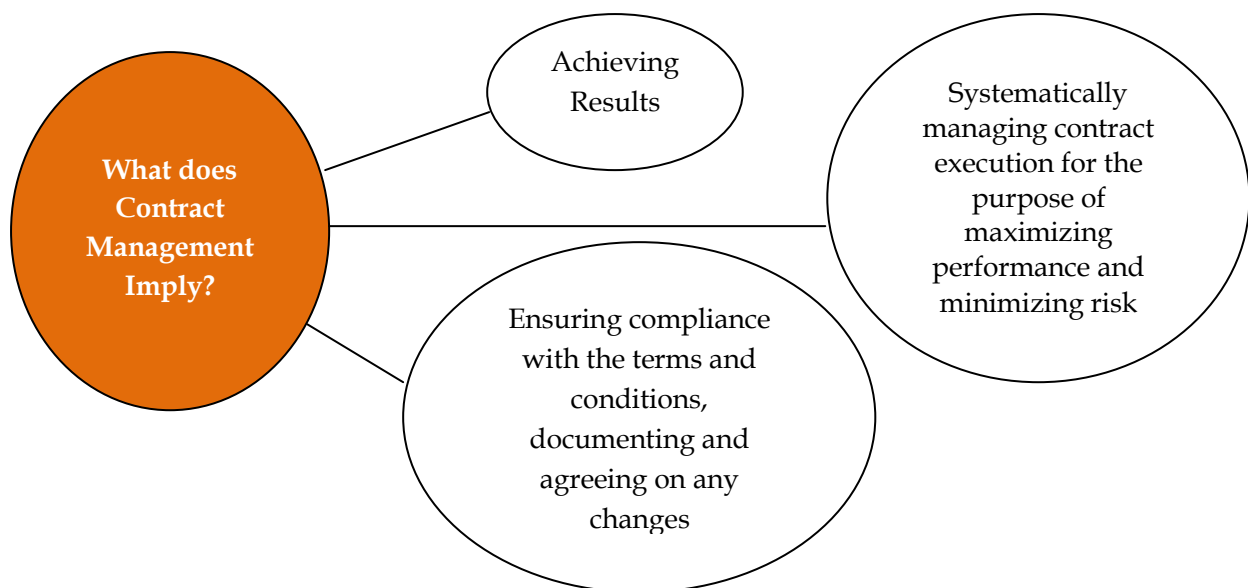 What does
Contract
Management
Imply?
Achieving
Results
Systematically
managing contract
execution for the
purpose of
maximizing
performance and
minimizing risk
Ensuring compliance
with the terms and
conditions,
documenting and
agreeing on any
changes